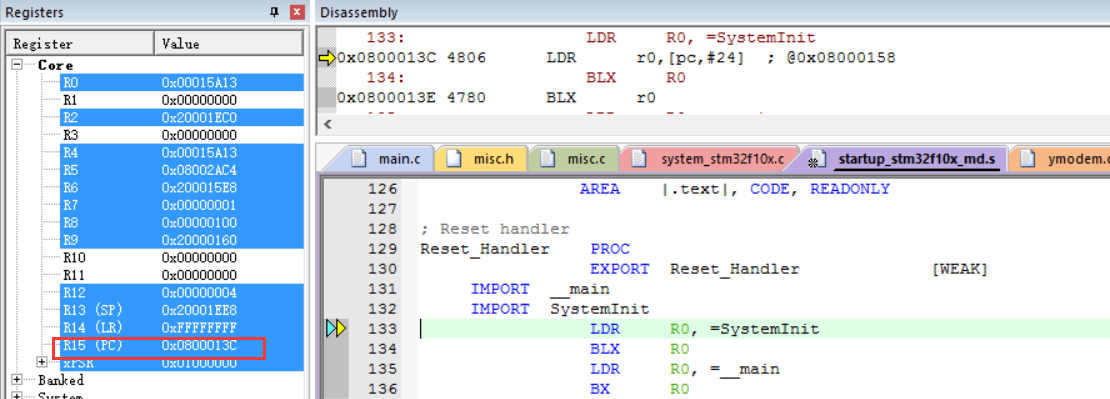 Registers
Register Value
Core
R0 0x00015A13
R1 0x00000000
R2 0x20001EC0
R3 0x00000000
R4 0x00015A13
R5 0x08002AC4
R6 0x200015E8
R7 0x00000001
R8 0x00000100
R9 0x20000160
R10 0x00000000
R11 0x00000000
R12 0x00000004
R13 (SP) 0x20001EE8
R14 (LR) 0xFFFFFFFF
R15 (PC) 0x0800013C
xPSR 0x01000000
Banked
System
Disassembly
133: LDR R0, =SystemInit
0x0800013C 4806 LDR r0,[pc,#24] ; @0x08000158
134: BLX R0
0x0800013E 4780 BLX r0
main.c misc.h misc.c system_stm32f10x.c startup_stm32f10x_md.s ymodem.c
126 AREA |.text|, CODE, READONLY
127
128 ; Reset handler
129 Reset_Handler PROC
130 EXPORT Reset_Handler [WEAK]
131 IMPORT __main
132 IMPORT SystemInit
133 LDR R0, =SystemInit
134 BLX R0
135 LDR R0, =__main
136 BX R0